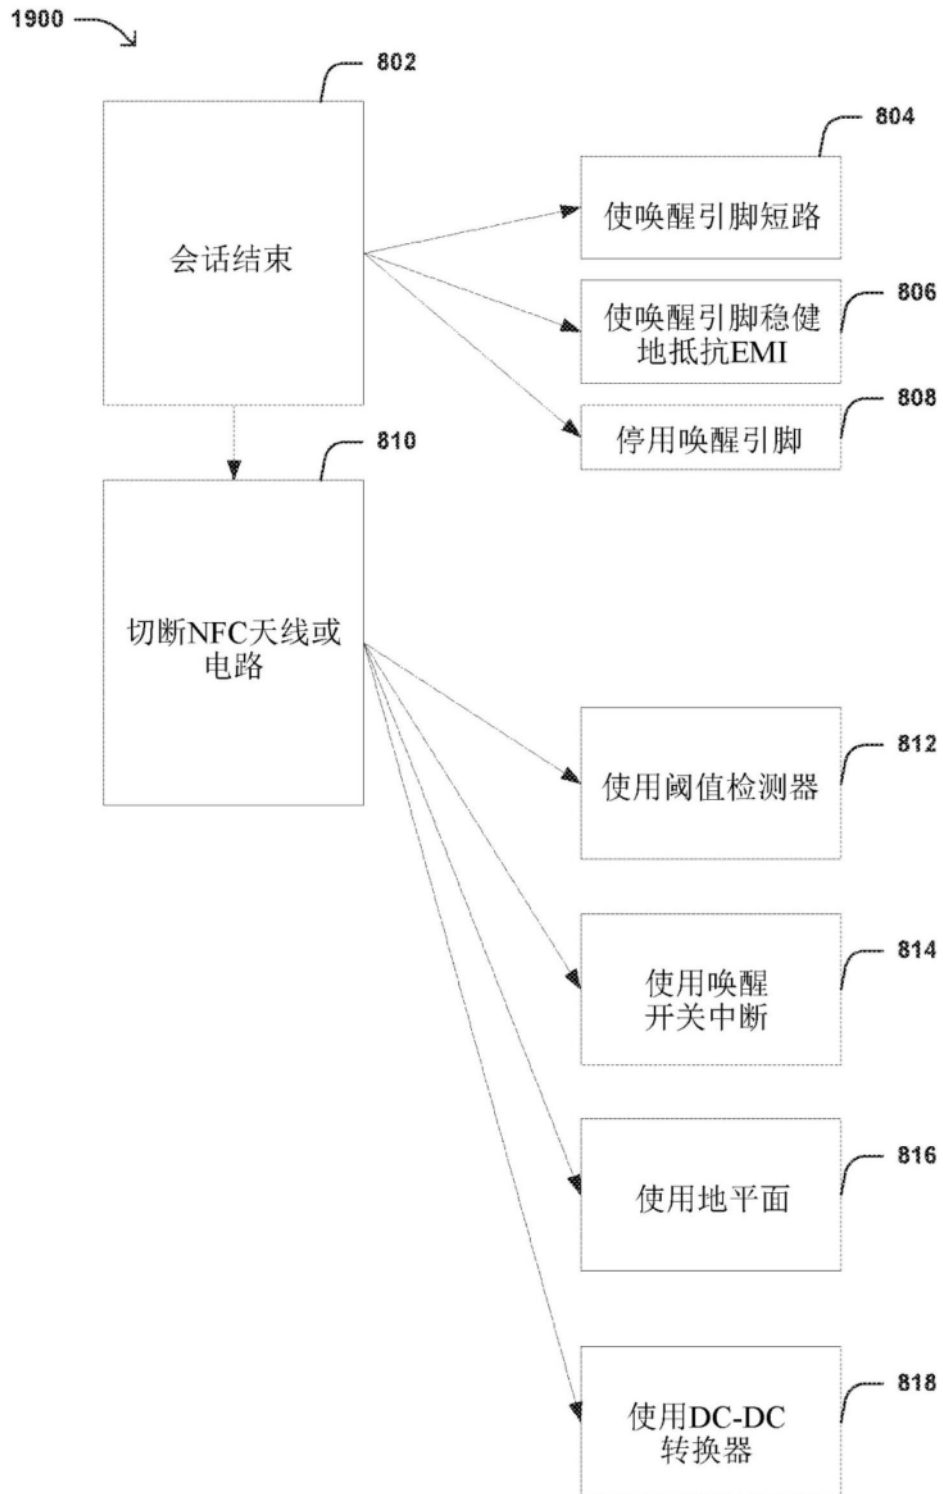 1900
802
804
会话结束
使唤醒引脚短路
806
使唤醒引脚稳健
地抵抗EMI
808
停用唤醒引脚
810
切断NFC天线或
电路
812
使用阈值检测器
814
使用唤醒
开关中断
816
使用地平面
818
使用DC-DC
转换器